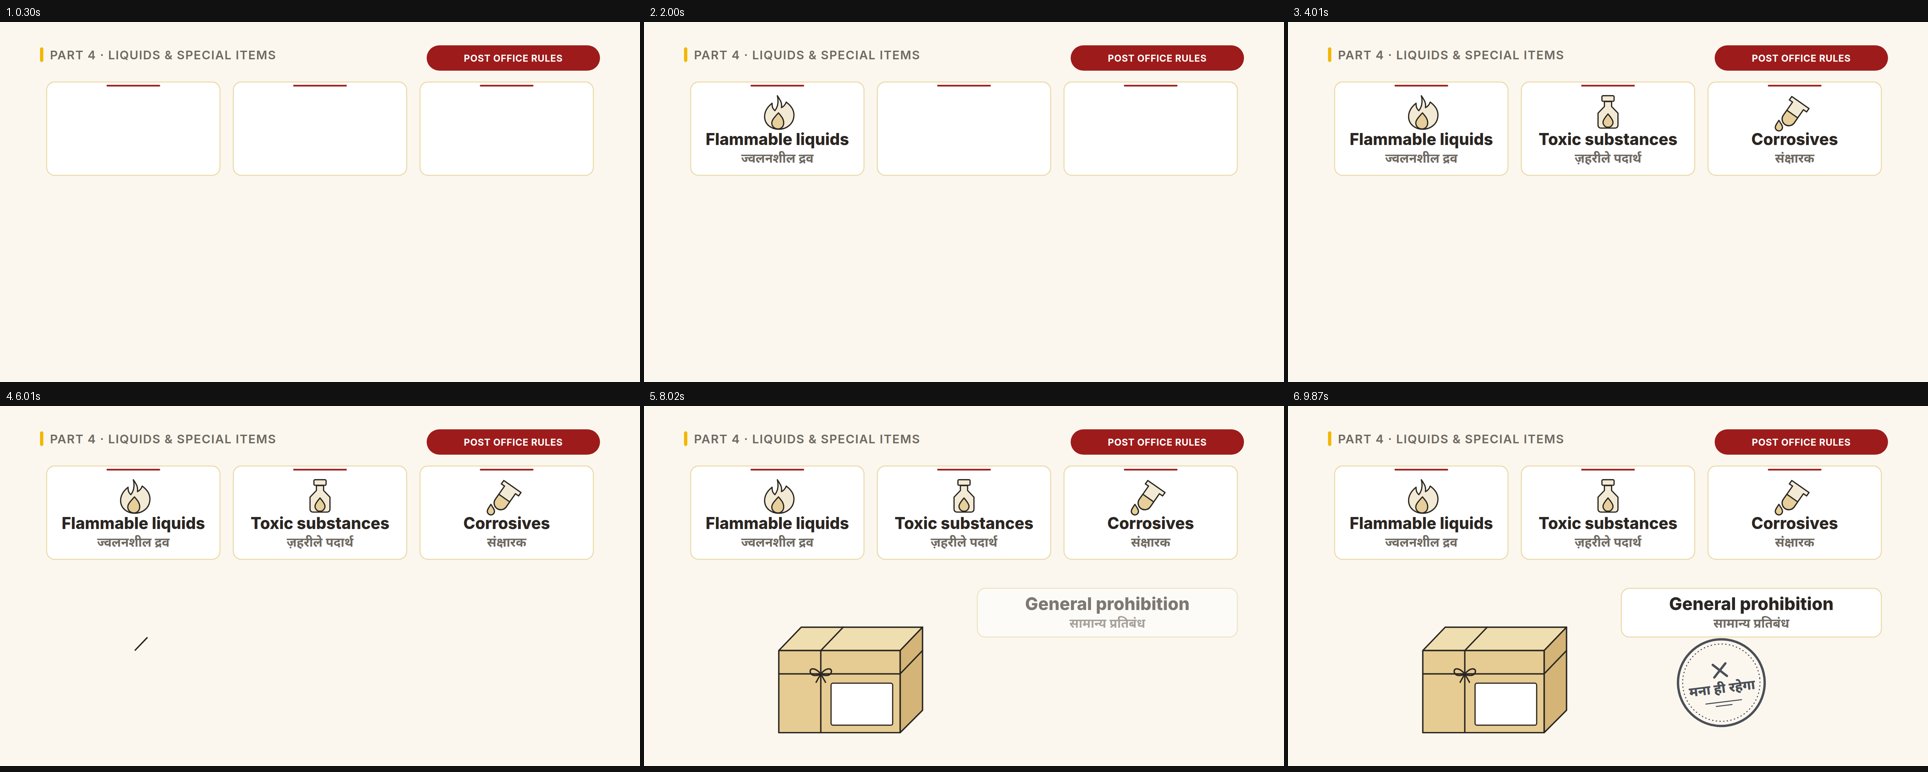 1. 0.30s
2. 2.00s
3. 4.01s
PART 4 · LIQUIDS & SPECIAL ITEMS
POST OFFICE RULES
PART 4 · LIQUIDS & SPECIAL ITEMS
POST OFFICE RULES
Flammable liquids
ज्वलनशील द्रव
PART 4 · LIQUIDS & SPECIAL ITEMS
POST OFFICE RULES
Flammable liquids
ज्वलनशील द्रव
Toxic substances
ज़हरीले पदार्थ
Corrosives
संक्षारक
4. 6.01s
5. 8.02s
6. 9.87s
PART 4 · LIQUIDS & SPECIAL ITEMS
POST OFFICE RULES
Flammable liquids
ज्वलनशील द्रव
Toxic substances
ज़हरीले पदार्थ
Corrosives
संक्षारक
PART 4 · LIQUIDS & SPECIAL ITEMS
POST OFFICE RULES
Flammable liquids
ज्वलनशील द्रव
Toxic substances
ज़हरीले पदार्थ
Corrosives
संक्षारक
General prohibition
सामान्य प्रतिबंध
PART 4 · LIQUIDS & SPECIAL ITEMS
POST OFFICE RULES
Flammable liquids
ज्वलनशील द्रव
Toxic substances
ज़हरीले पदार्थ
Corrosives
संक्षारक
General prohibition
सामान्य प्रतिबंध
मना ही रहेगा